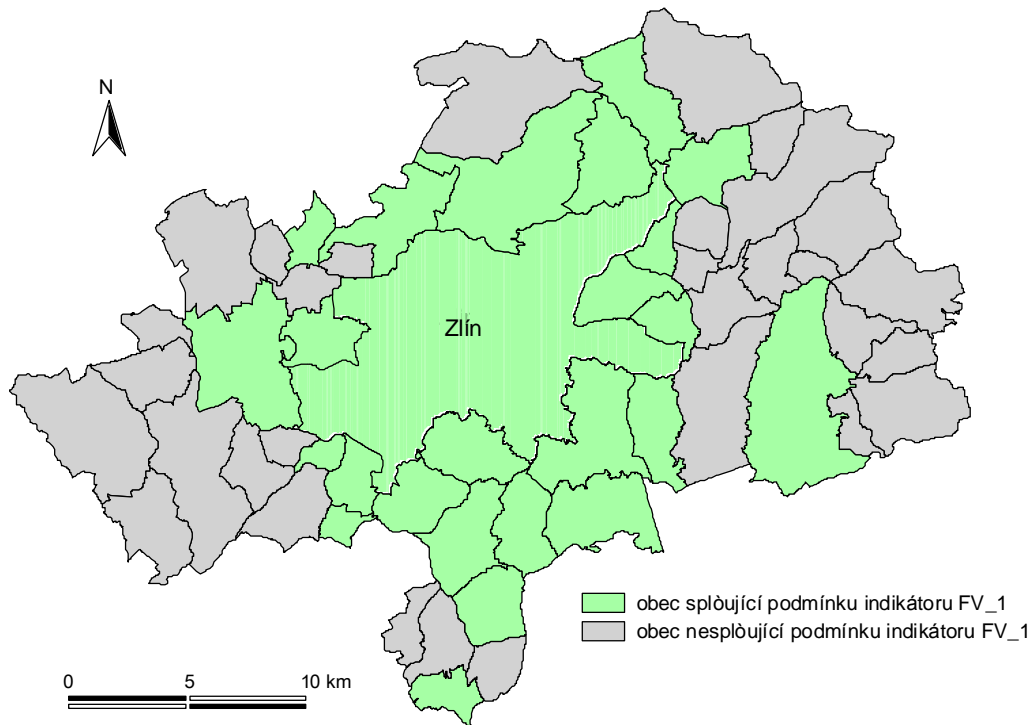 N
Zlín
obec splòující podmínku indikátoru FV_1
obec nesplòující podmínku indikátoru FV_1
0 5 10 km